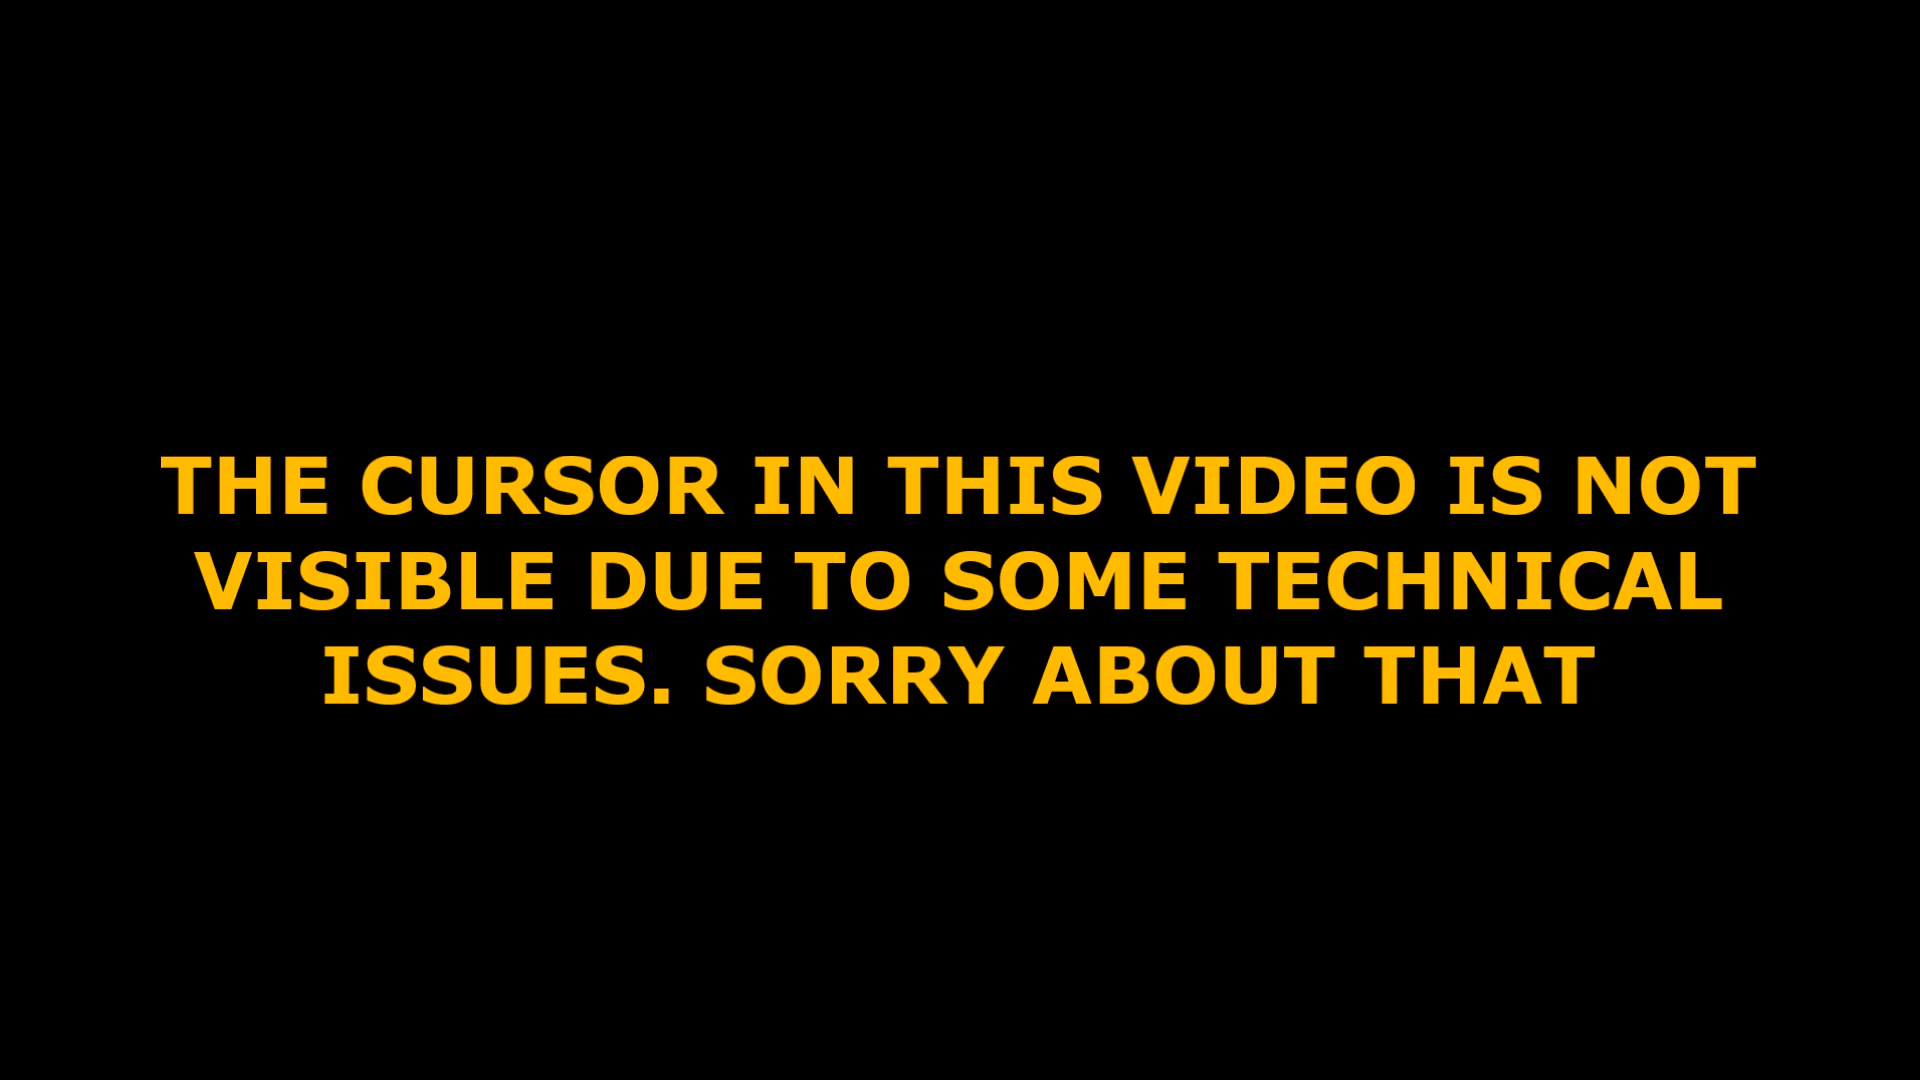 THE CURSOR IN THIS VIDEO IS NOT
VISIBLE DUE TO SOME TECHNICAL
ISSUES. SORRY ABOUT THAT